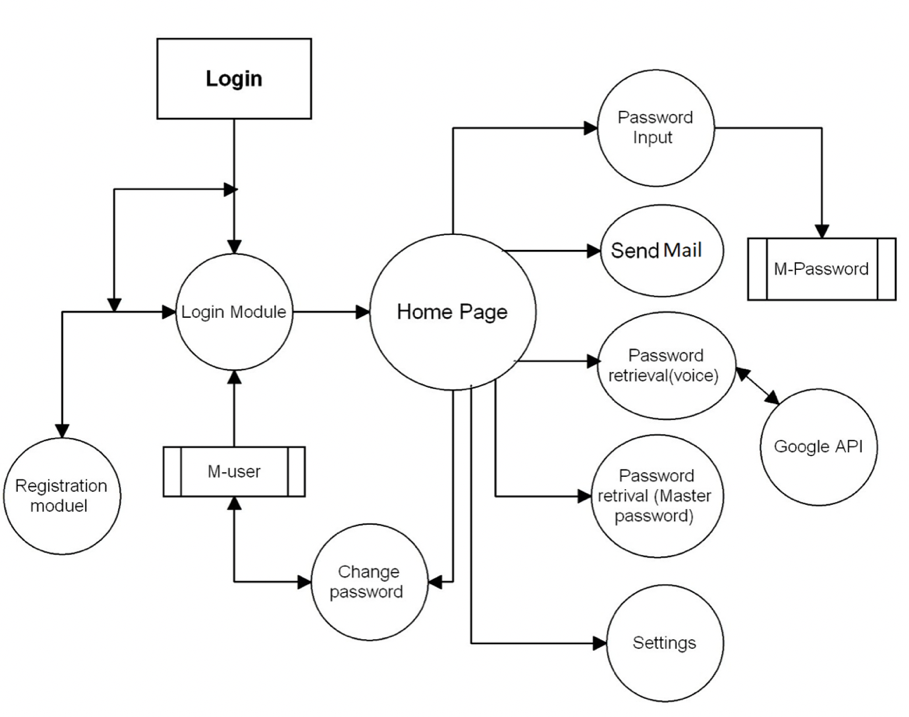 Login
Password
Input
Send Mail
M-Password
Login Module
Home Page
Password
retrieval(voice)
Google API
M-user
Registration
moduel
Password
retrival (Master
password)
Change
password
Settings